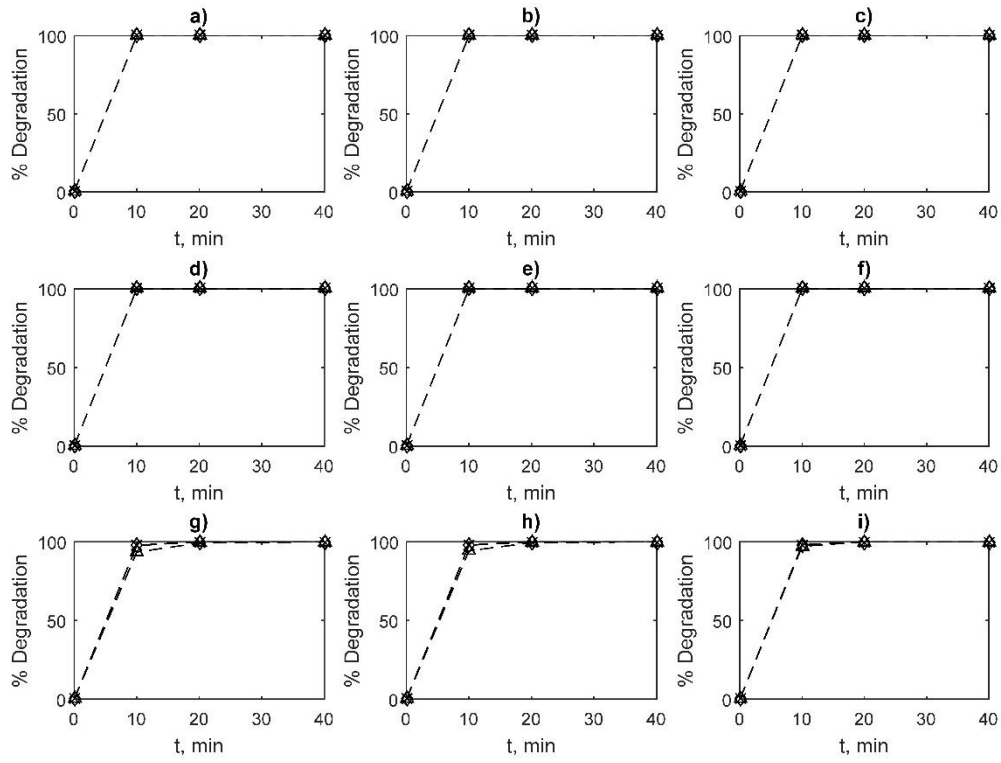 a) b) c)
100 100 100
% Degradation % Degradation % Degradation
50 50 50
0 0 0
0 10 20 30 40 0 10 20 30 40 0 10 20 30 40
t, min t, min t, min
d) e) f)
100 100 100
% Degradation % Degradation % Degradation
50 50 50
0 0 0
0 10 20 30 40 0 10 20 30 40 0 10 20 30 40
t, min t, min t, min
g) h) i)
100 100 100
% Degradation % Degradation % Degradation
50 50 50
0 0 0
0 10 20 30 40 0 10 20 30 40 0 10 20 30 40
t, min t, min t, min